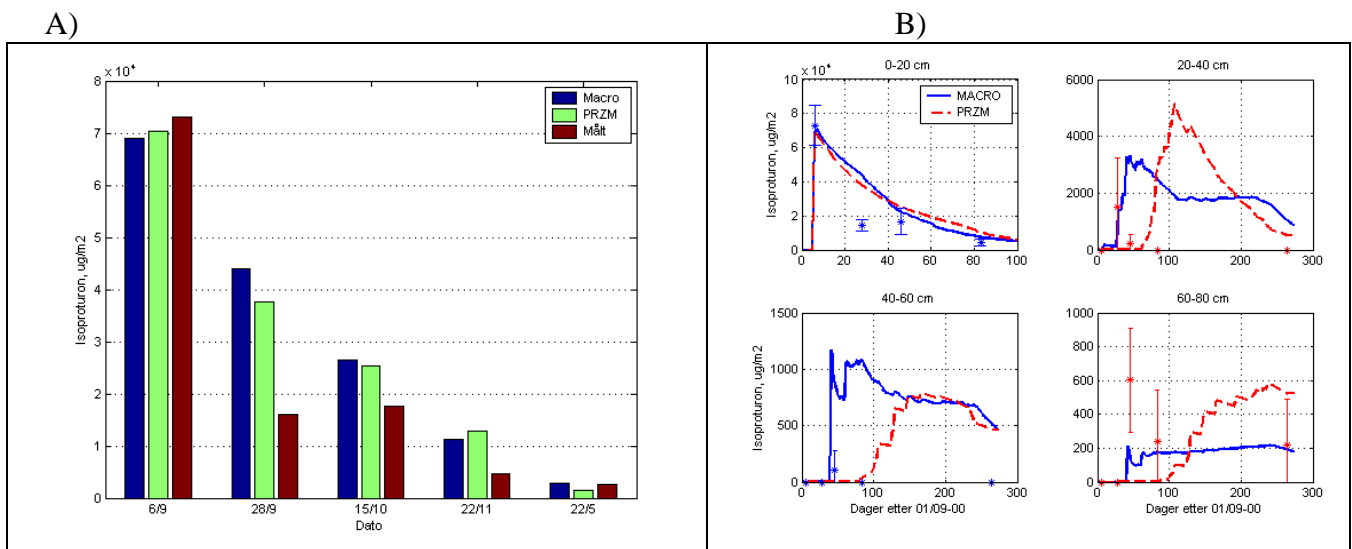 A)
B)
x 10⁴
8
7
6
5
4
3
2
1
0
Isoproturon, ug/m2
Macro
PRZM
Målt
6/9 28/9 15/10 22/11 22/5
Dato
0-20 cm
x 10⁴
10
8
6
4
2
0
Isoproturon, ug/m2
MACRO
PRZM
0 20 40 60 80 100
20-40 cm
6000
4000
2000
0
0 100 200 300
40-60 cm
1500
1000
500
0
Isoproturon, ug/m2
0 100 200 300
Dager etter 01/09-00
60-80 cm
1000
800
600
400
200
0
0 100 200 300
Dager etter 01/09-00